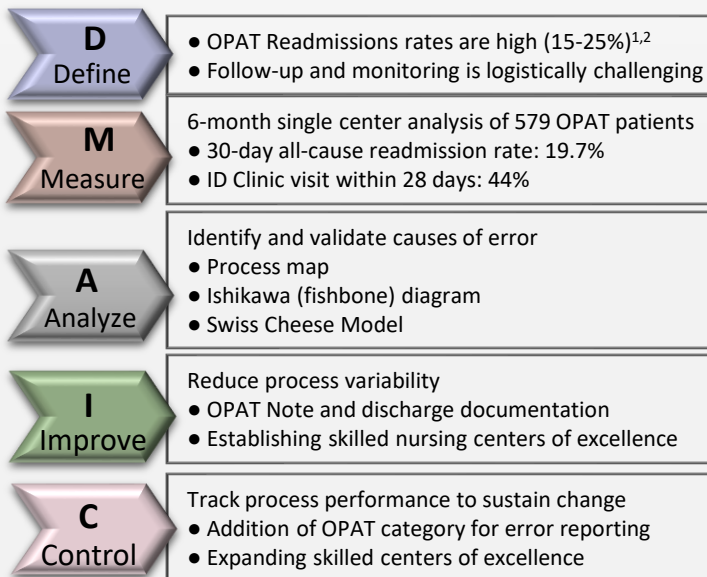 D
Define
● OPAT Readmissions rates are high (15-25%)1,2
● Follow-up and monitoring is logistically challenging
M
Measure
6-month single center analysis of 579 OPAT patients
● 30-day all-cause readmission rate: 19.7%
● ID Clinic visit within 28 days: 44%
A
Analyze
Identify and validate causes of error
● Process map
● Ishikawa (fishbone) diagram
● Swiss Cheese Model
I
Improve
Reduce process variability
● OPAT Note and discharge documentation
● Establishing skilled nursing centers of excellence
C
Control
Track process performance to sustain change
● Addition of OPAT category for error reporting
● Expanding skilled centers of excellence